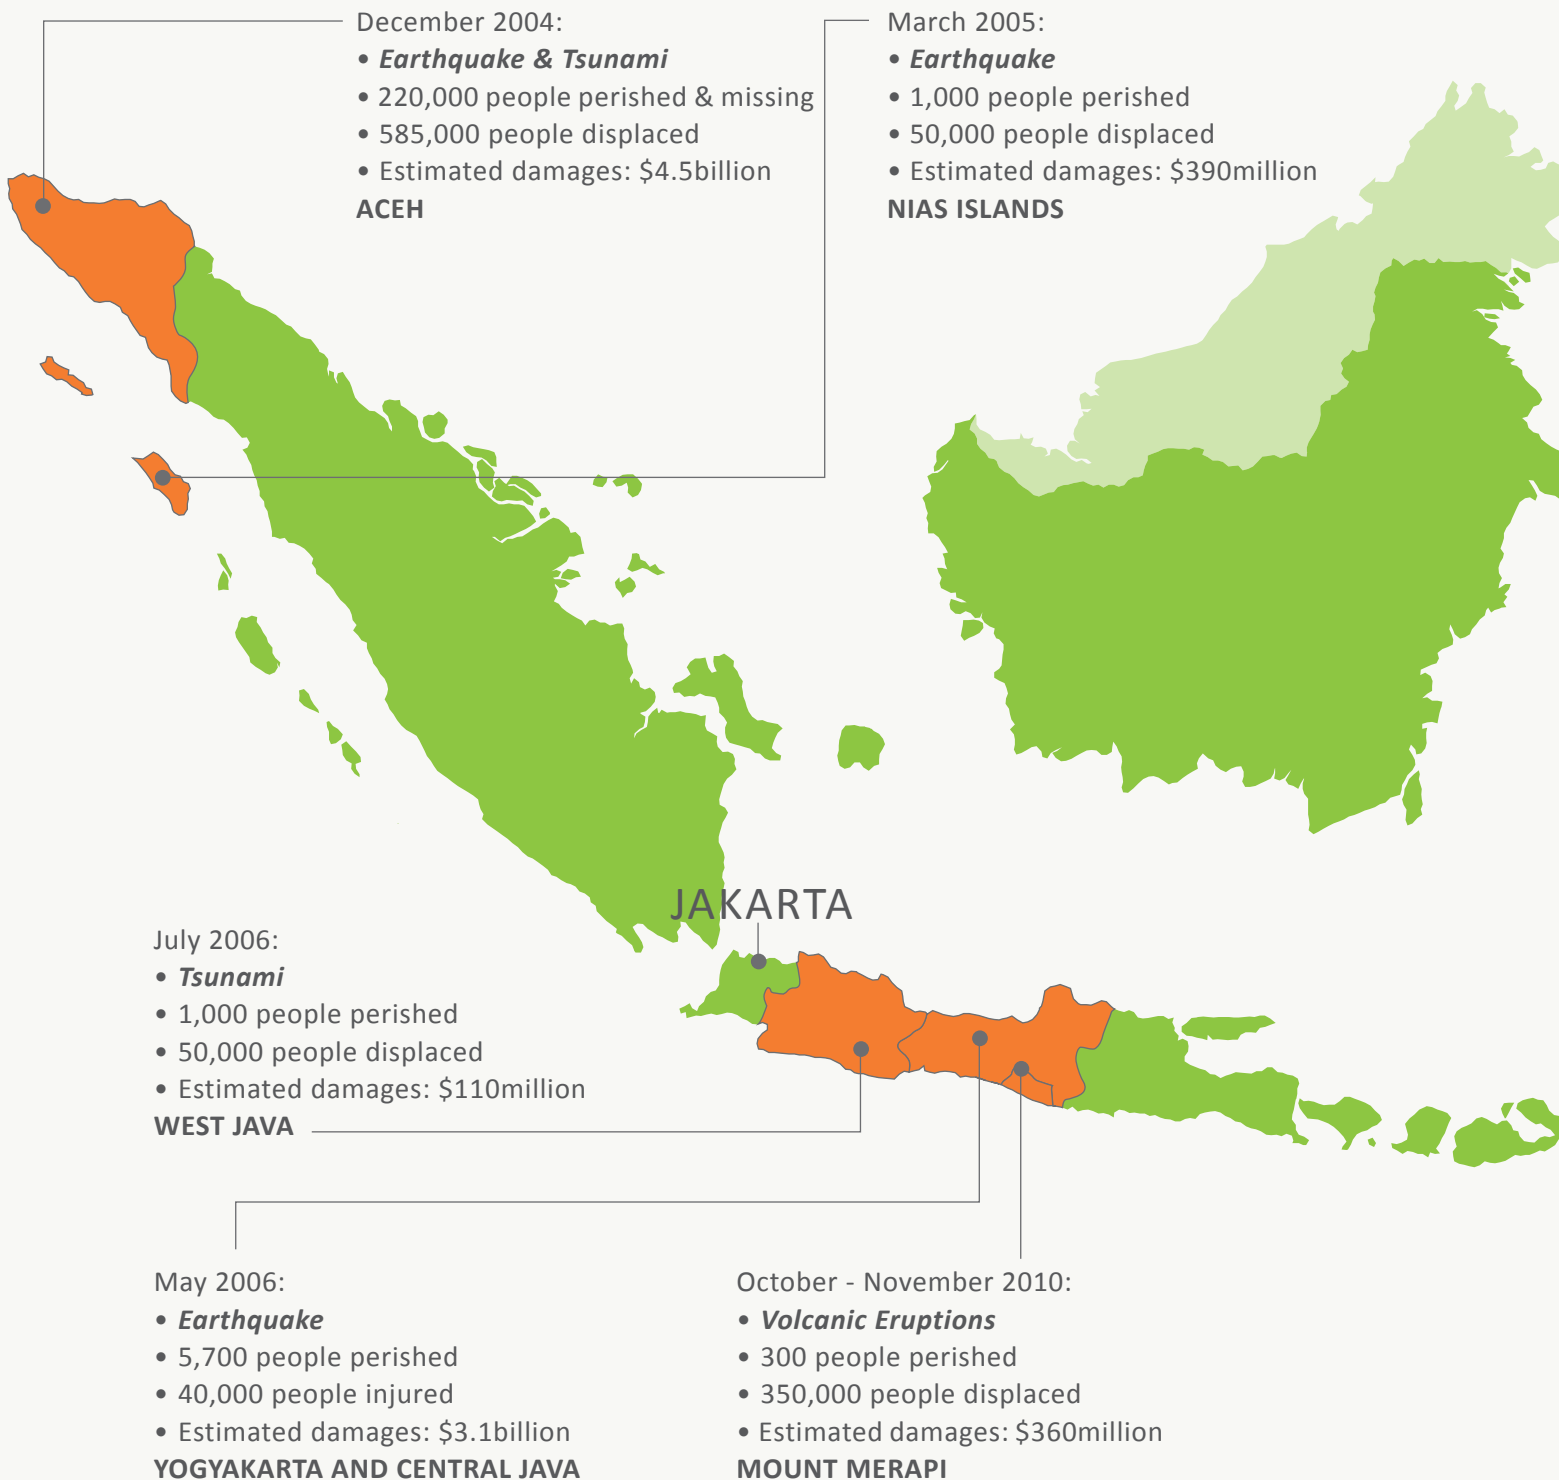 December 2004:
• Earthquake & Tsunami
• 220,000 people perished & missing
• 585,000 people displaced
• Estimated damages: $4.5billion
ACEH
March 2005:
• Earthquake
• 1,000 people perished
• 50,000 people displaced
• Estimated damages: $390million
NIAS ISLANDS
JAKARTA
July 2006:
• Tsunami
• 1,000 people perished
• 50,000 people displaced
• Estimated damages: $110million
WEST JAVA
May 2006:
• Earthquake
• 5,700 people perished
• 40,000 people injured
• Estimated damages: $3.1billion
YOGYAKARTA AND CENTRAL JAVA
October - November 2010:
• Volcanic Eruptions
• 300 people perished
• 350,000 people displaced
• Estimated damages: $360million
MOUNT MERAPI